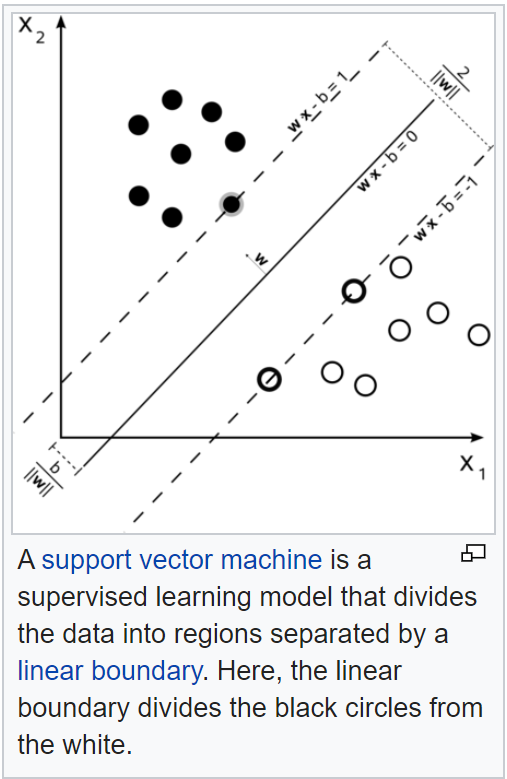 X2
w x - b = 1
2
||w||
w x - b = 0
w x - b = -1
w
b
||w||
X1
A support vector machine is a
supervised learning model that divides
the data into regions separated by a
linear boundary. Here, the linear
boundary divides the black circles from
the white.